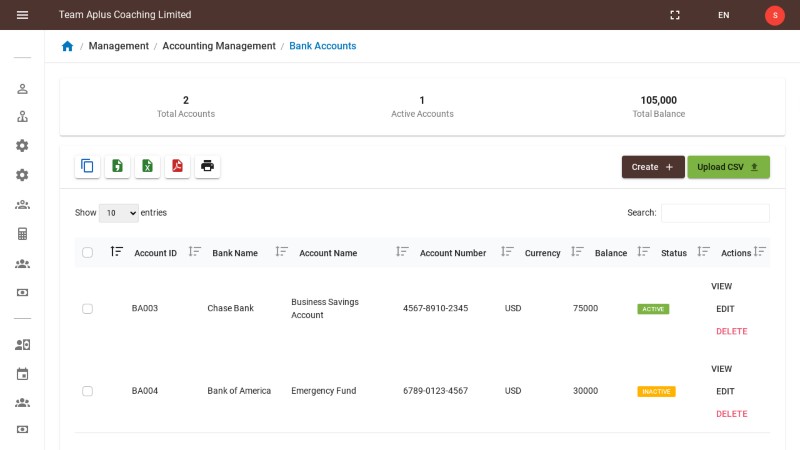 Team Aplus Coaching Limited EN S
/ Management / Accounting Management / Bank Accounts
2 1 105,000
Total Accounts Active Accounts Total Balance
Create + Upload CSV
Show 10 entries Search:
Account ID Bank Name Account Name Account Number Currency Balance Status Actions
VIEW
BA003 Chase Bank Business Savings Account 4567-8910-2345 USD 75000 ACTIVE EDIT
DELETE
VIEW
BA004 Bank of America Emergency Fund 6789-0123-4567 USD 30000 INACTIVE EDIT
DELETE